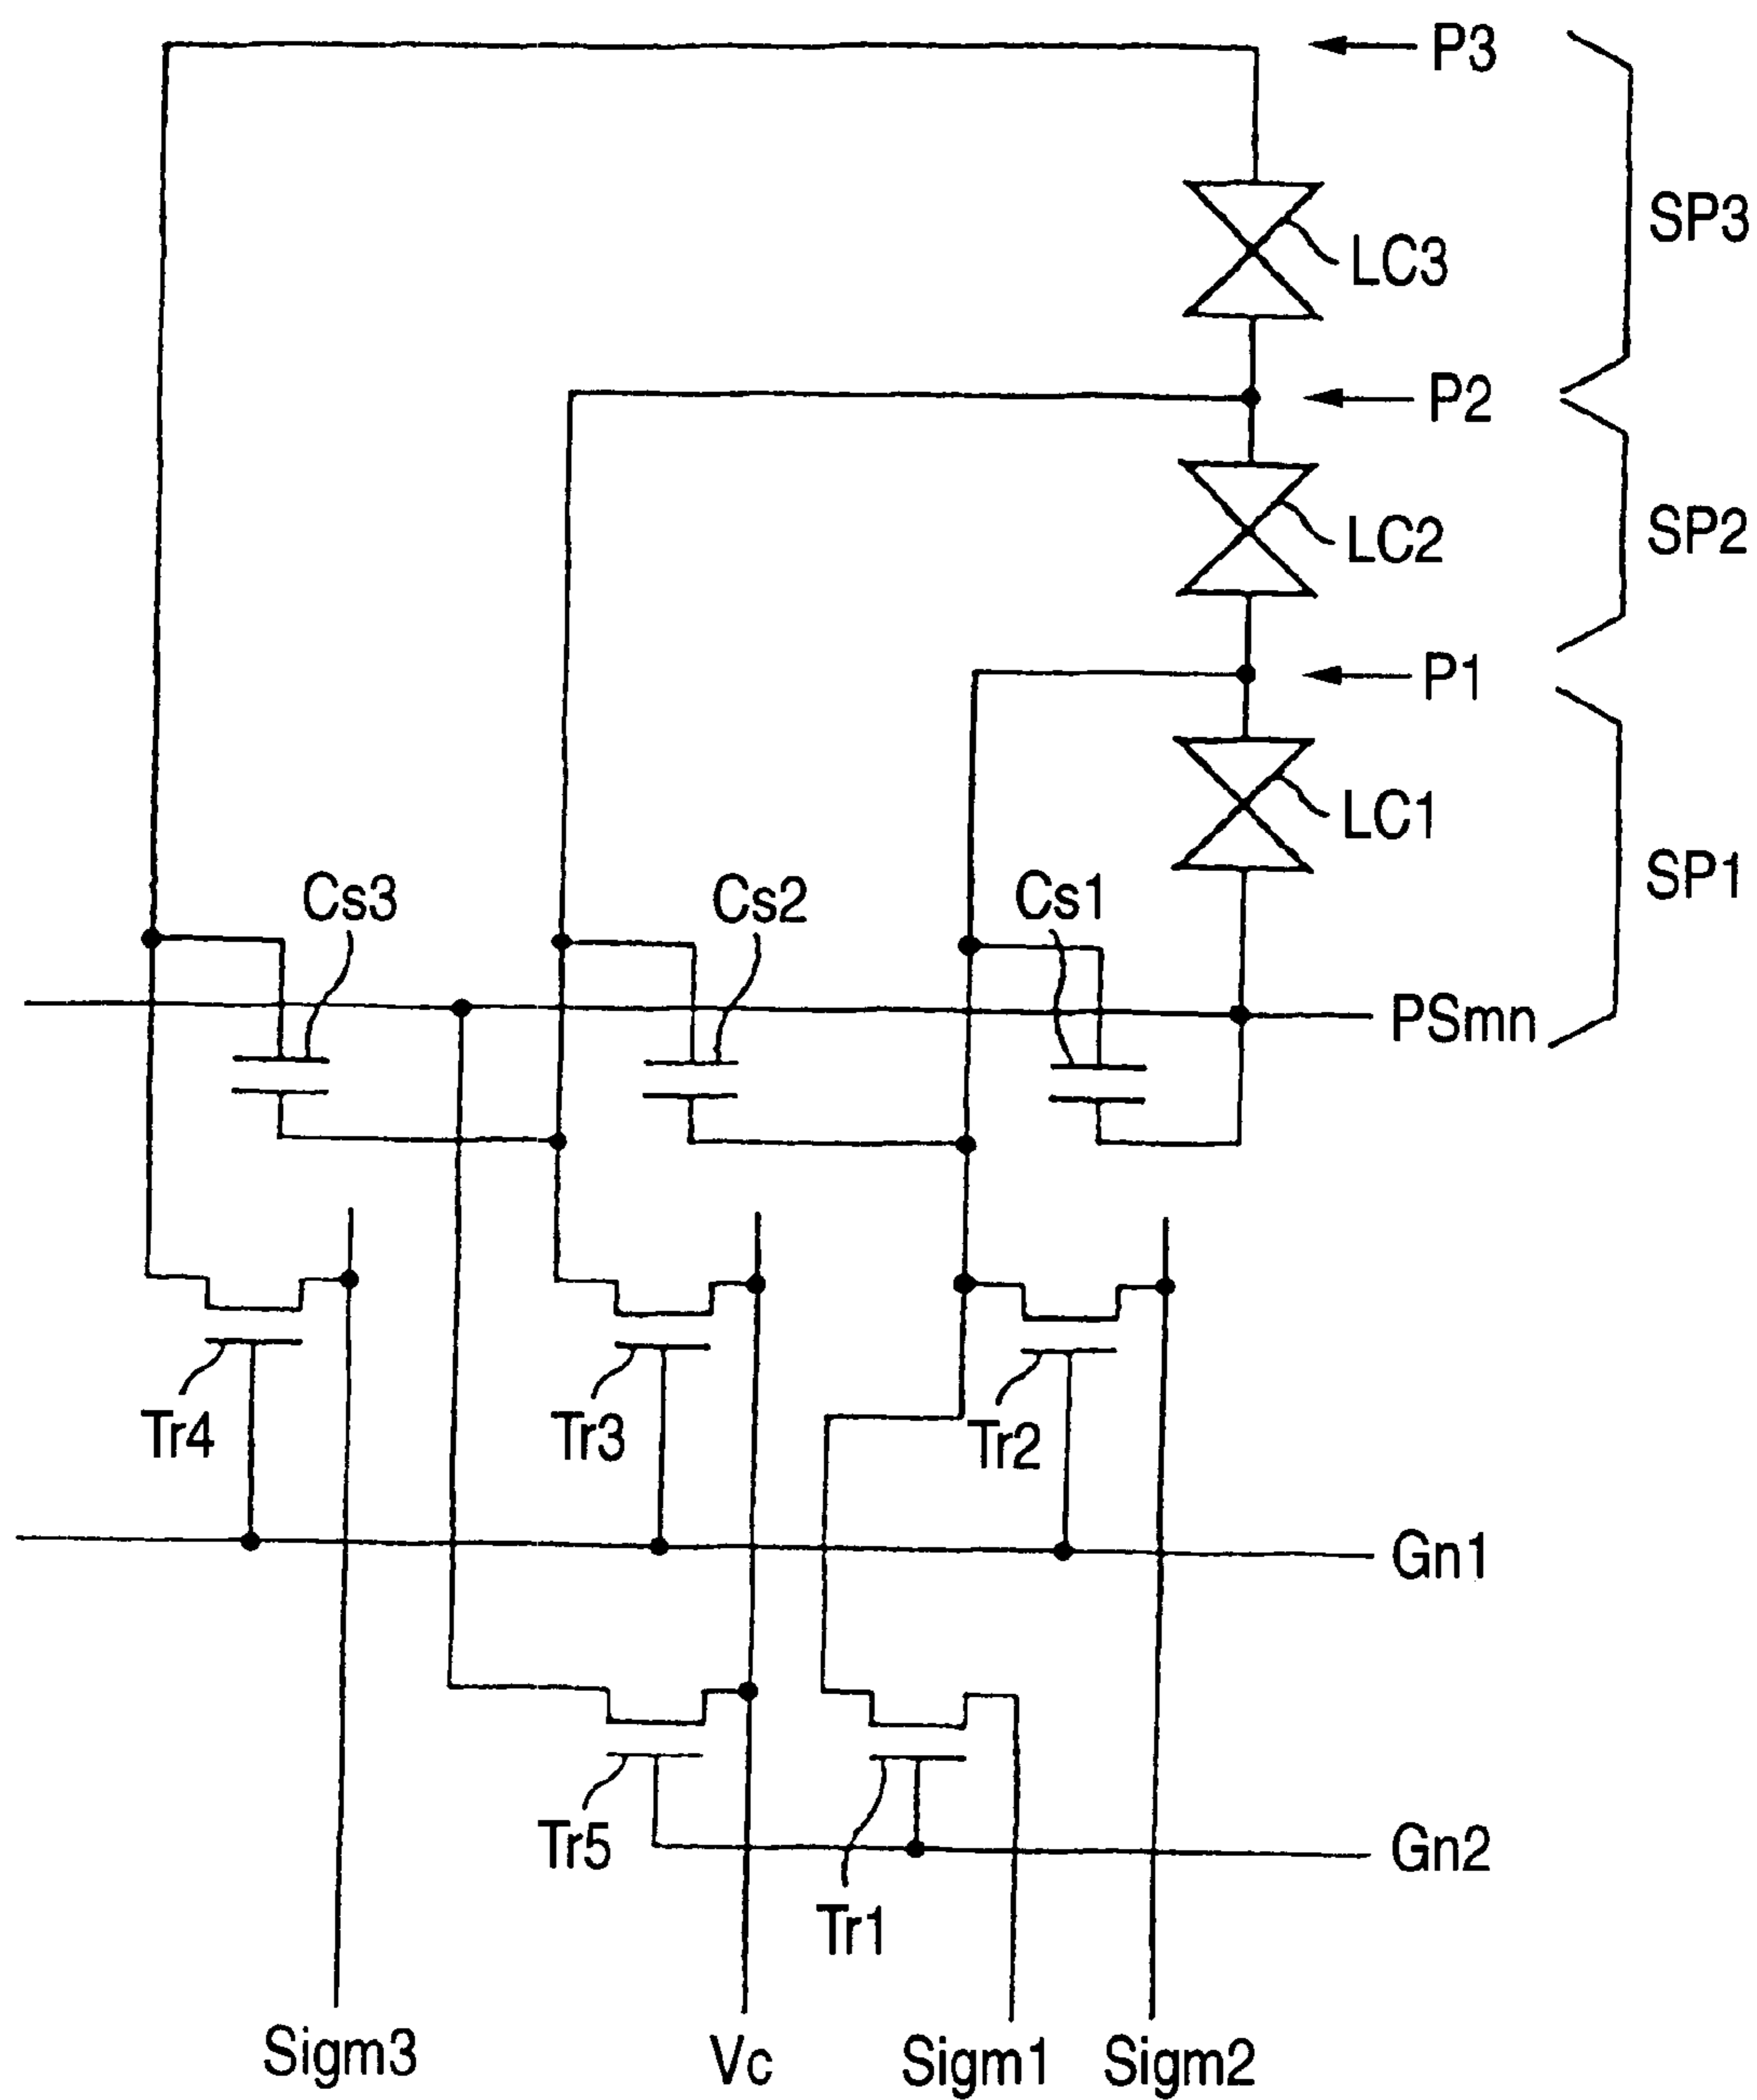 P3
SP3
LC3
P2
LC2
SP2
P1
LC1
SP1
Cs3
Cs2
Cs1
PSmn
Tr4
Tr3
Tr2
Gn1
Tr5
Gn2
Tr1
Sigm3
Vc
Sigm1
Sigm2